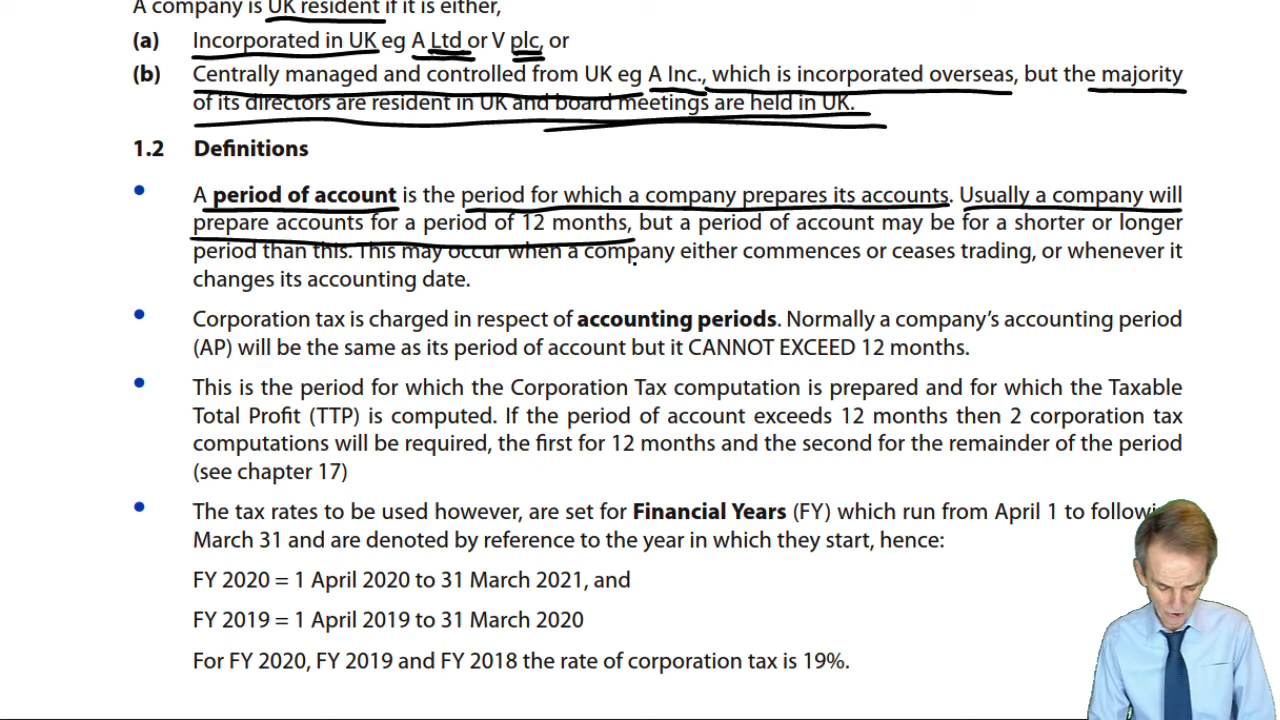 A company is UK resident if it is either,
(a) Incorporated in UK eg A Ltd or V plc, or
(b) Centrally managed and controlled from UK eg A Inc., which is incorporated overseas, but the majority
of its directors are resident in UK and board meetings are held in UK.
1.2 Definitions
• A period of account is the period for which a company prepares its accounts. Usually a company will
prepare accounts for a period of 12 months, but a period of account may be for a shorter or longer
period than this. This may occur when a company either commences or ceases trading, or whenever it
changes its accounting date.
• Corporation tax is charged in respect of accounting periods. Normally a company’s accounting period
(AP) will be the same as its period of account but it CANNOT EXCEED 12 months.
• This is the period for which the Corporation Tax computation is prepared and for which the Taxable
Total Profit (TTP) is computed. If the period of account exceeds 12 months then 2 corporation tax
computations will be required, the first for 12 months and the second for the remainder of the period
(see chapter 17)
• The tax rates to be used however, are set for Financial Years (FY) which run from April 1 to
March 31 and are denoted by reference to the year in which they start, hence:
FY 2020 = 1 April 2020 to 31 March 2021, and
FY 2019 = 1 April 2019 to 31 March 2020
For FY 2020, FY 2019 and FY 2018 the rate of corporation tax is 19%.